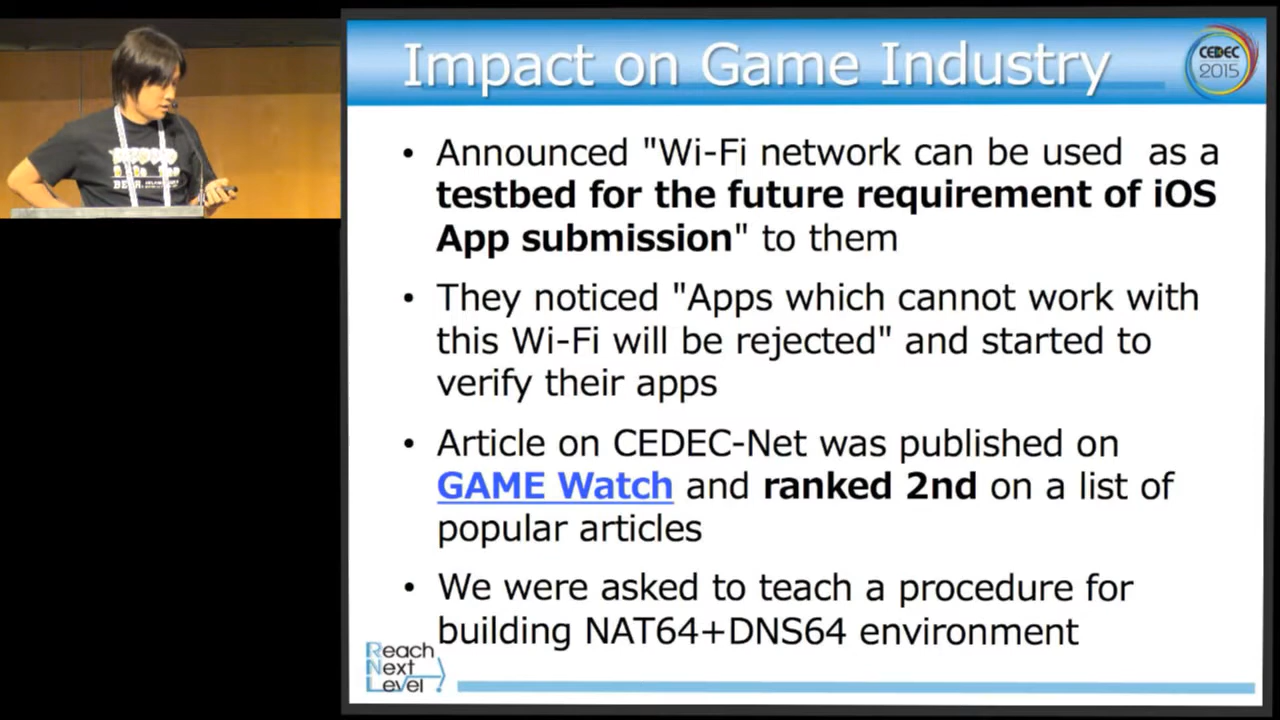 Impact on Game Industry
CEDEC
2015
• Announced "Wi-Fi network can be used as a
testbed for the future requirement of iOS
App submission" to them
• They noticed "Apps which cannot work with
this Wi-Fi will be rejected" and started to
verify their apps
• Article on CEDEC-Net was published on
GAME Watch and ranked 2nd on a list of
popular articles
• We were asked to teach a procedure for
building NAT64+DNS64 environment
Reach
Next
Level!